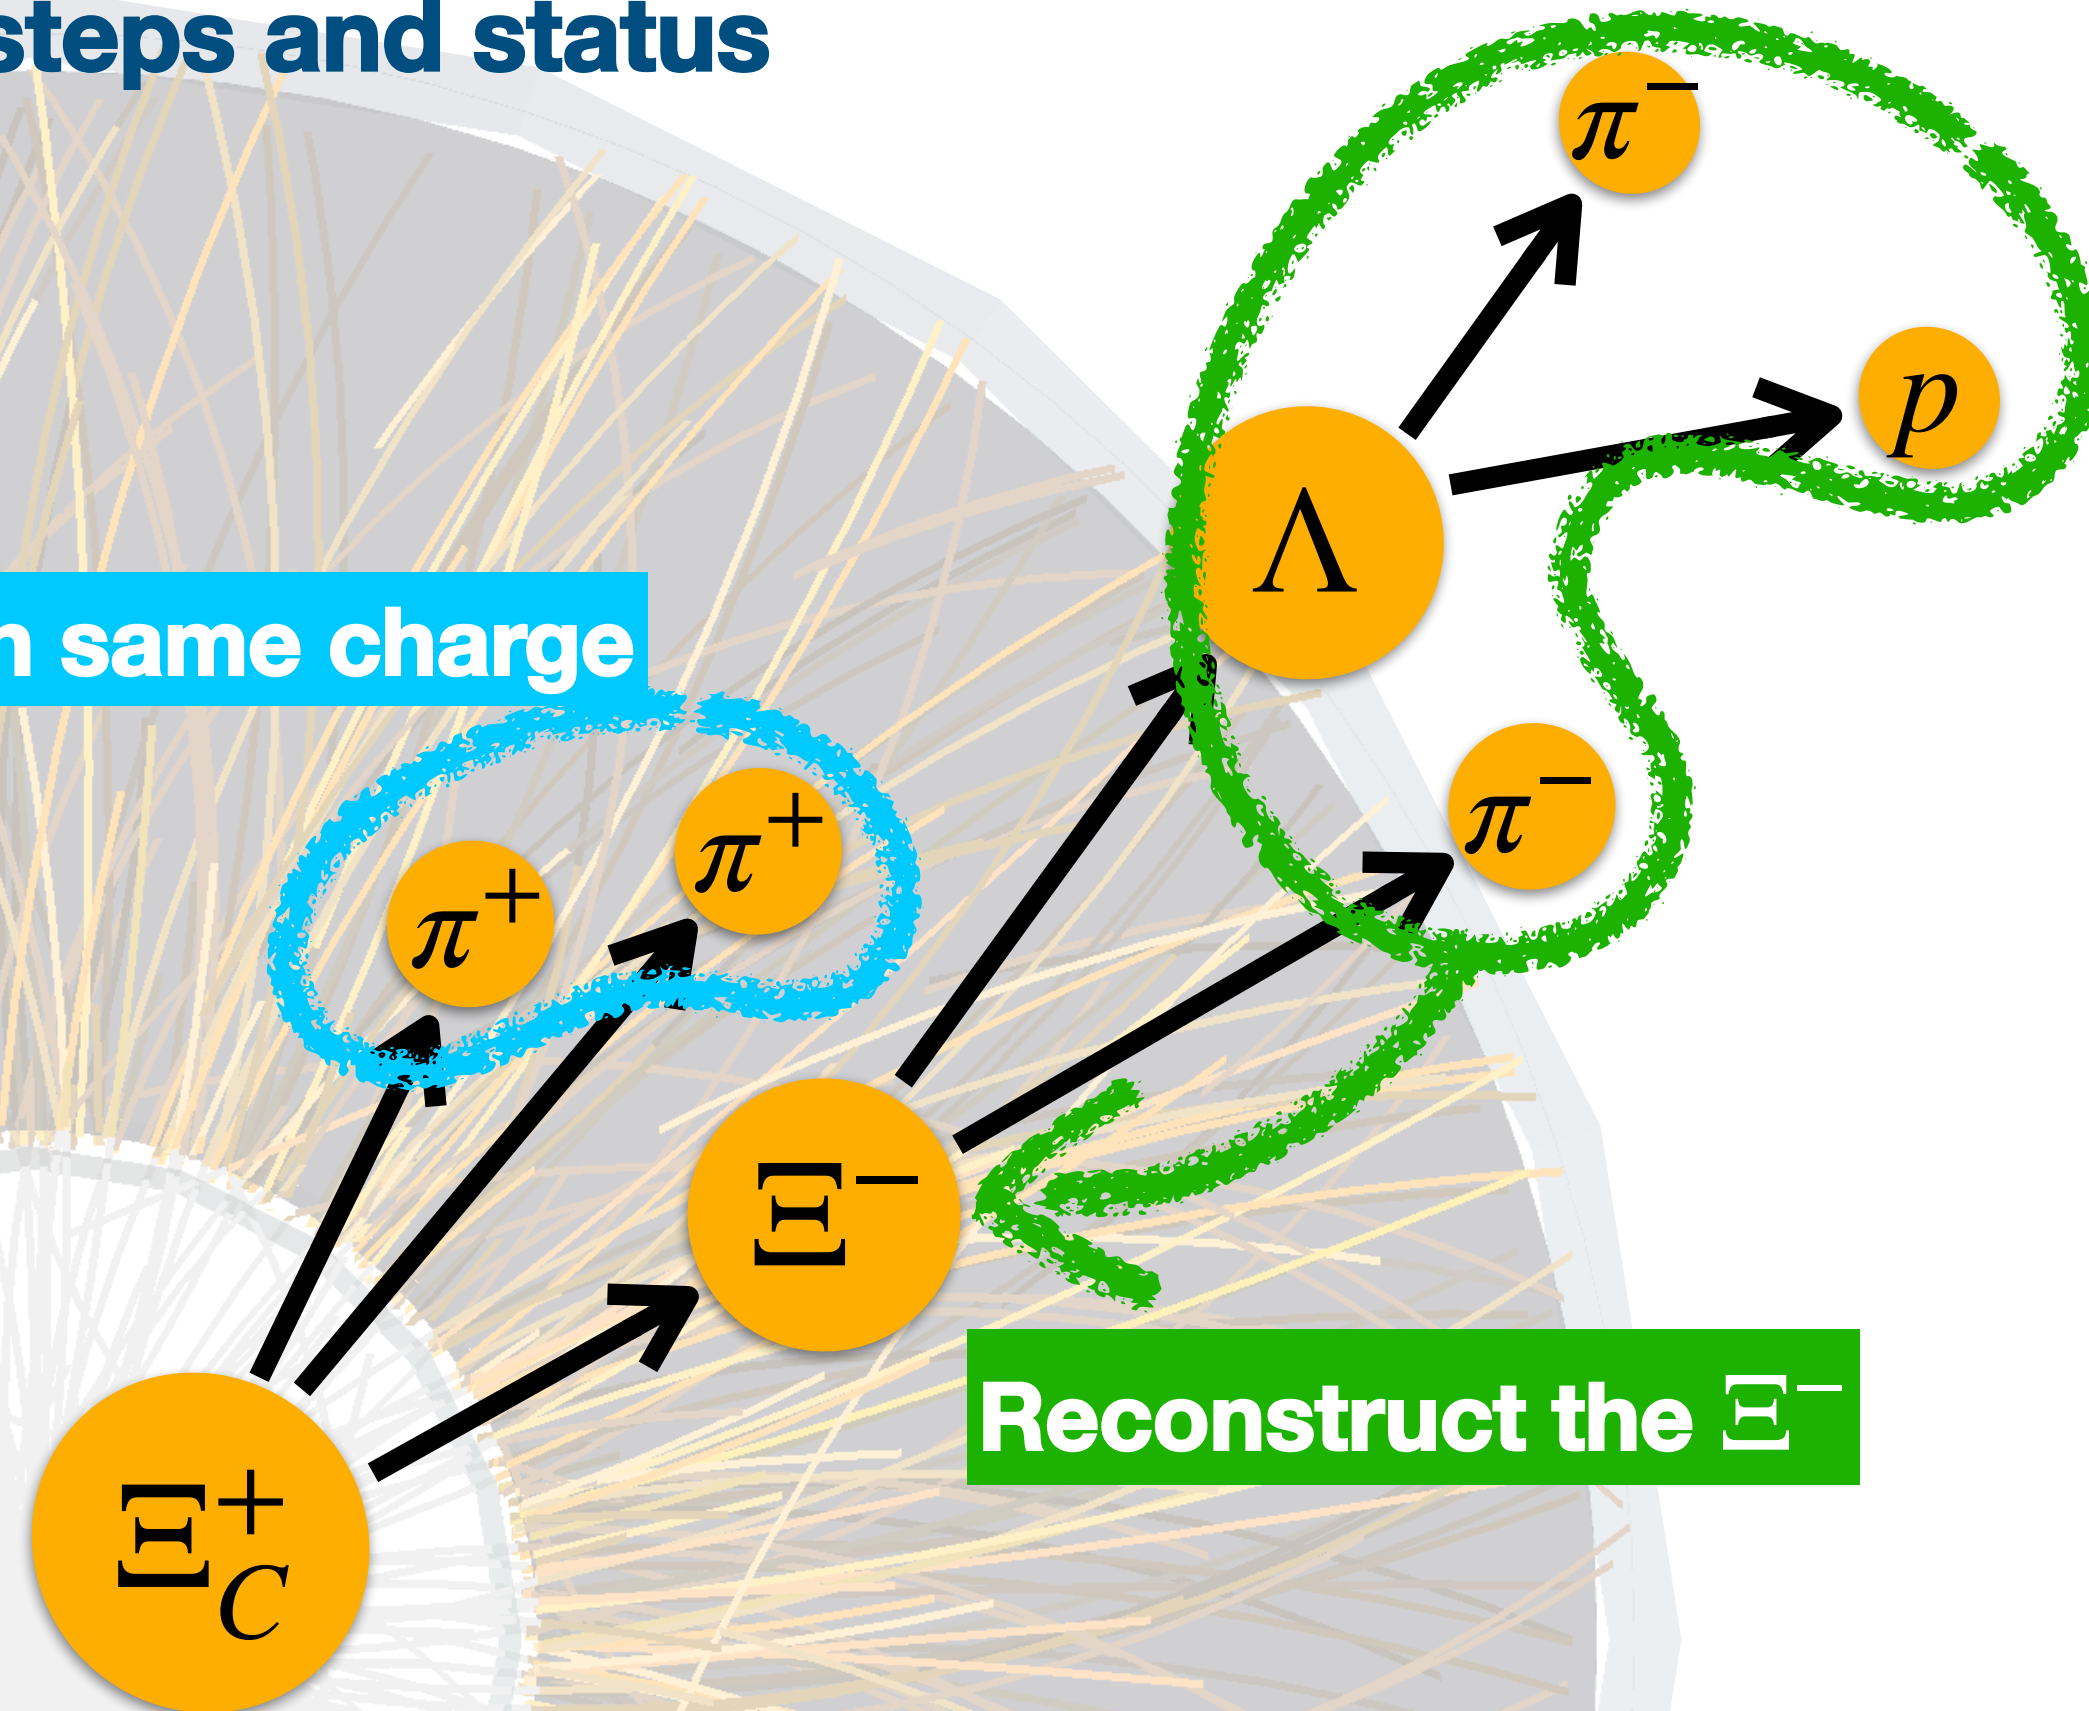 steps and status
π⁻
p
Λ
same charge
π⁺
π⁺
π⁻
Ξ⁻
Reconstruct the Ξ⁻
Ξ_C⁺